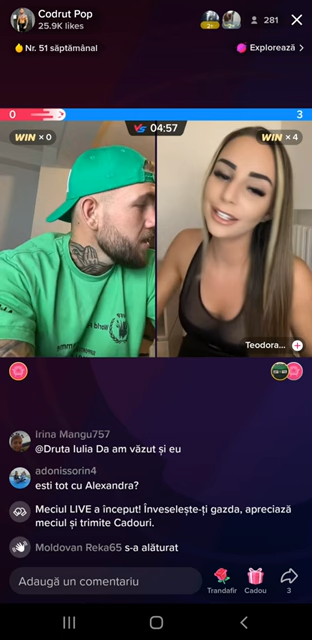 Codrut Pop
25.9K likes
2+
281
Nr. 51 săptămânal
Explorează >
0
3
WIN × 0
VS 04:57
WIN × 4
Teodora...
Irina Mangu757
@Druta Iulia Da am văzut și eu
adonissorin4
esti tot cu Alexandra?
Meciul LIVE a început! Înveselește-ți gazda, apreciază
meciul și trimite Cadouri.
Moldovan Reka65 s-a alăturat
Adaugă un comentariu
Trandafir
Cadou
3